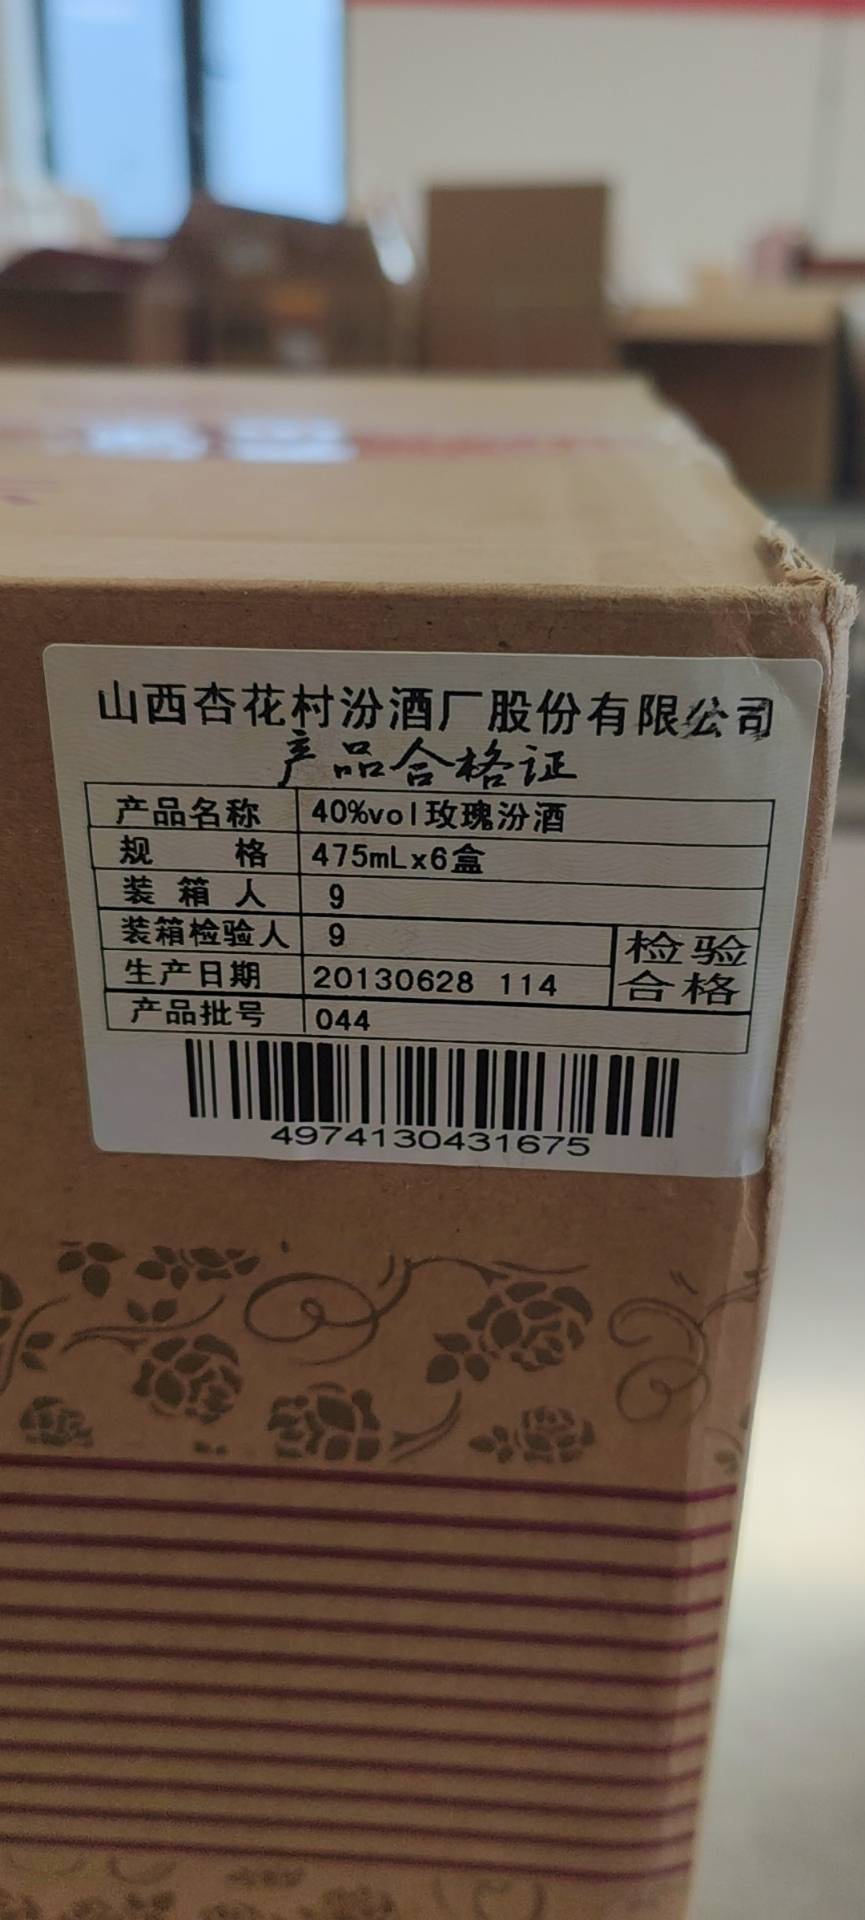 山西杏花村汾酒厂股份有限公司
产品合格证
产品名称 40%vol玫瑰汾酒
规 格 475mLx6盒
装箱人 9
装箱检验人 9
检验合格
生产日期 20130628 114
产品批号 044
4974130431675